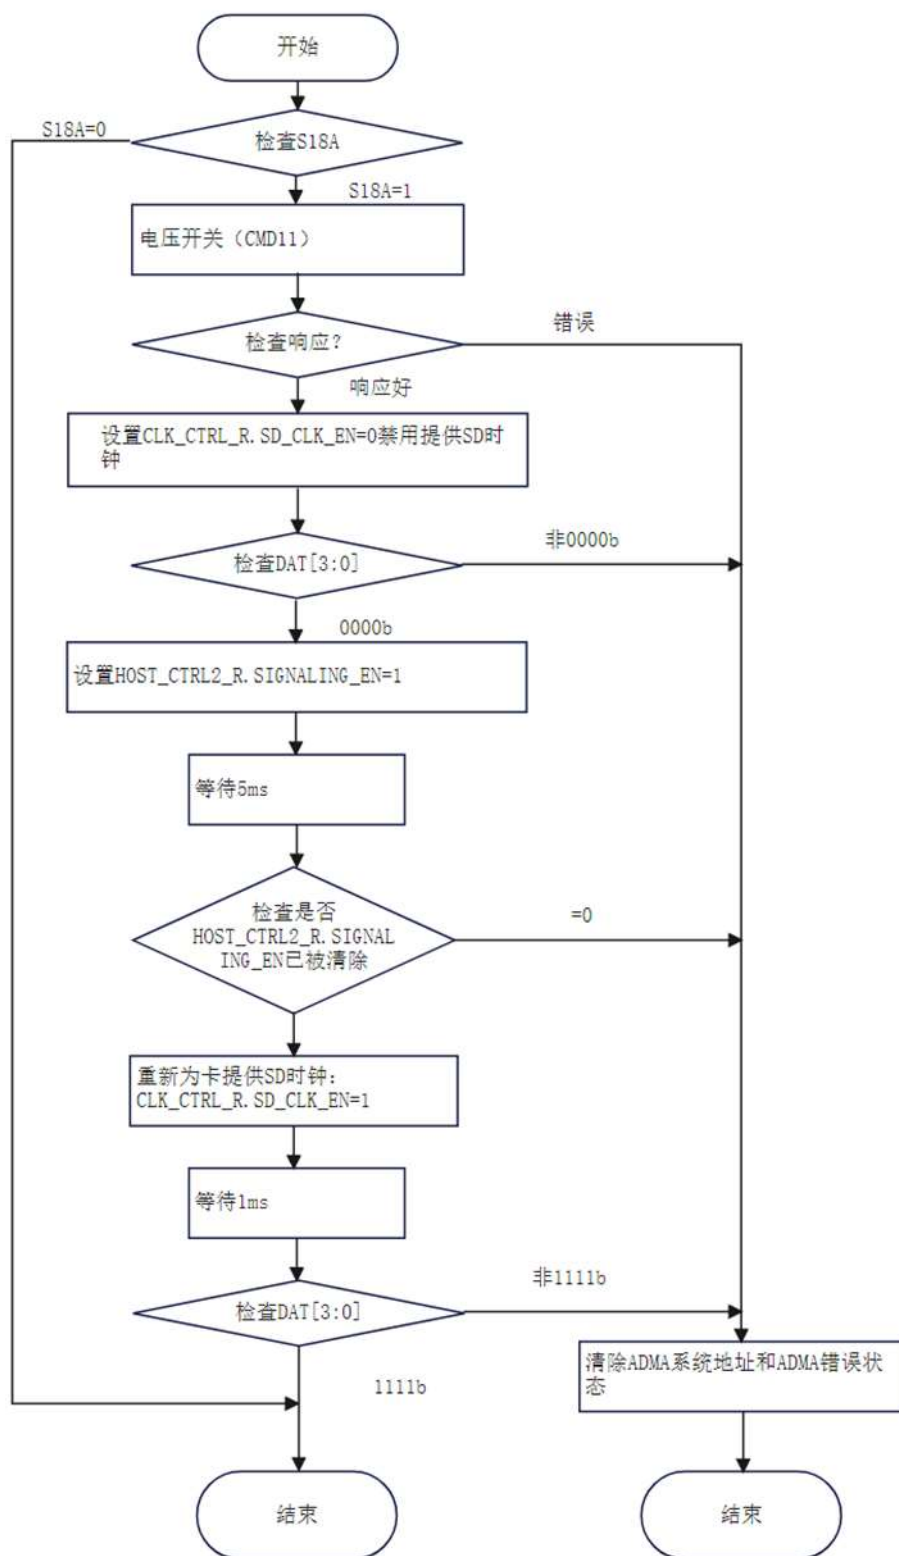 开始
S18A=0
检查S18A
S18A=1
电压开关（CMD11）
错误
检查响应？
响应好
设置CLK_CTRL_R.SD_CLK_EN=0禁用提供SD时
钟
非0000b
检查DAT[3:0]
0000b
设置HOST_CTRL2_R.SIGNALING_EN=1
等待5ms
检查是否
HOST_CTRL2_R.SIGNAL
ING_EN已被清除
=0
重新为卡提供SD时钟：
CLK_CTRL_R.SD_CLK_EN=1
等待1ms
非1111b
检查DAT[3:0]
清除ADMA系统地址和ADMA错误状
态
1111b
结束
结束